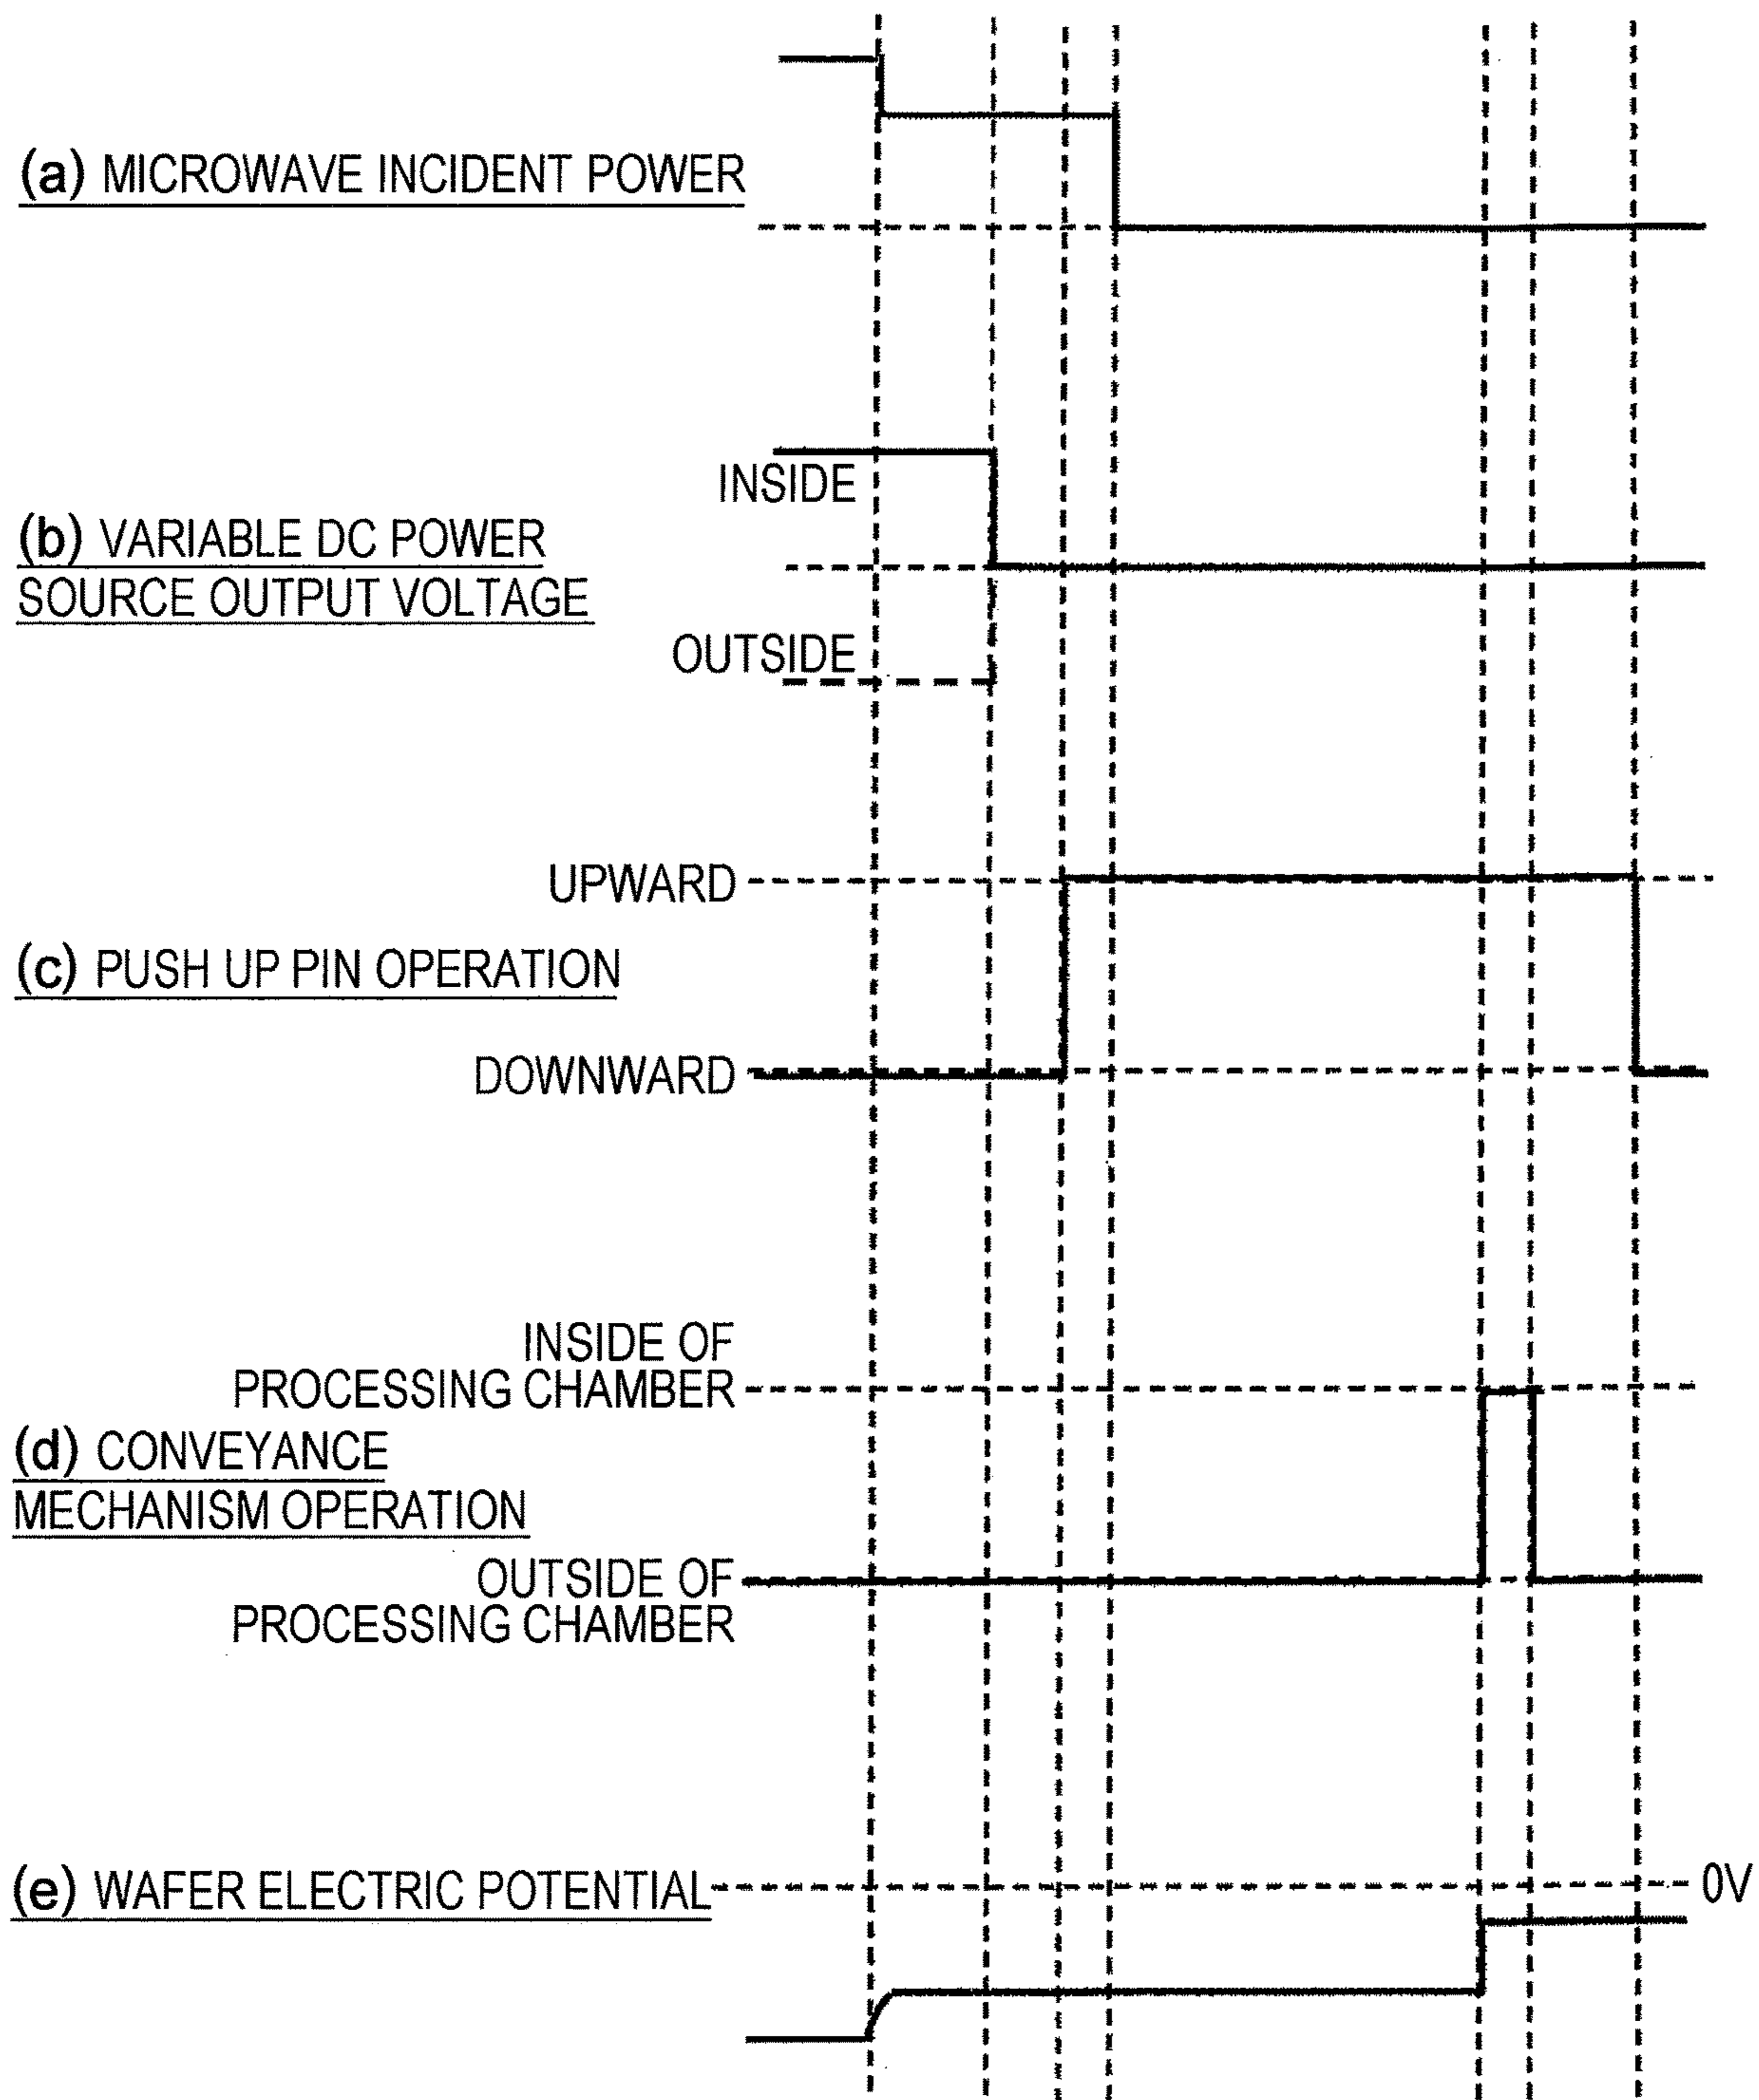 (a) MICROWAVE INCIDENT POWER
INSIDE
(b) VARIABLE DC POWER
SOURCE OUTPUT VOLTAGE
OUTSIDE
UPWARD
(c) PUSH UP PIN OPERATION
DOWNWARD
INSIDE OF
PROCESSING CHAMBER
(d) CONVEYANCE
MECHANISM OPERATION
OUTSIDE OF
PROCESSING CHAMBER
(e) WAFER ELECTRIC POTENTIAL
0V